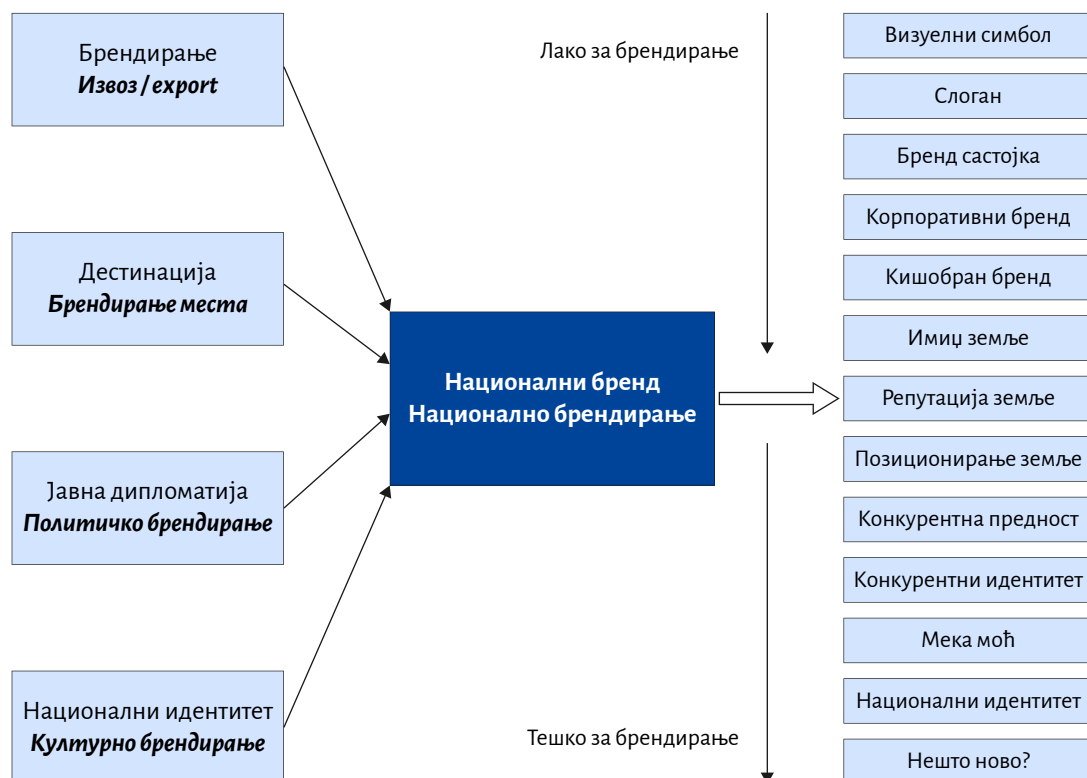 Брендирање
Извоз / export
Дестинација
Брендирање места
Јавна дипломатија
Политичко брендирање
Национални идентитет
Културно брендирање
Национални бренд
Национално брендирање
Лако за брендирање
Тешко за брендирање
Визуелни симбол
Слоган
Бренд састојка
Корпоративни бренд
Кишобран бренд
Имиџ земље
Репутација земље
Позиционирање земље
Конкурентна предност
Конкурентни идентитет
Мека моћ
Национални идентитет
Нешто ново?